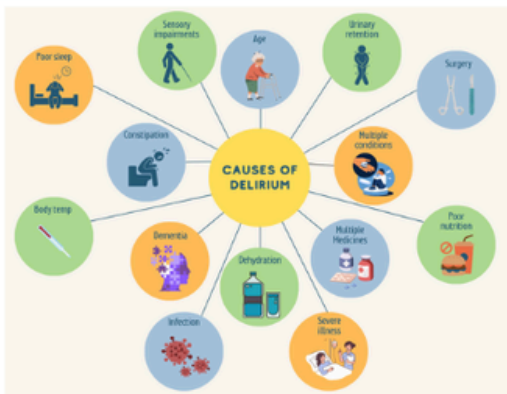 Sensory
impairments
Age
Urinary
retention
Poor sleep
Surgery
Constipation
Multiple
conditions
CAUSES OF
DELIRIUM
Body temp
Dementia
Dehydration
Multiple
Medicines
Poor
nutrition
Infection
Severe
illness